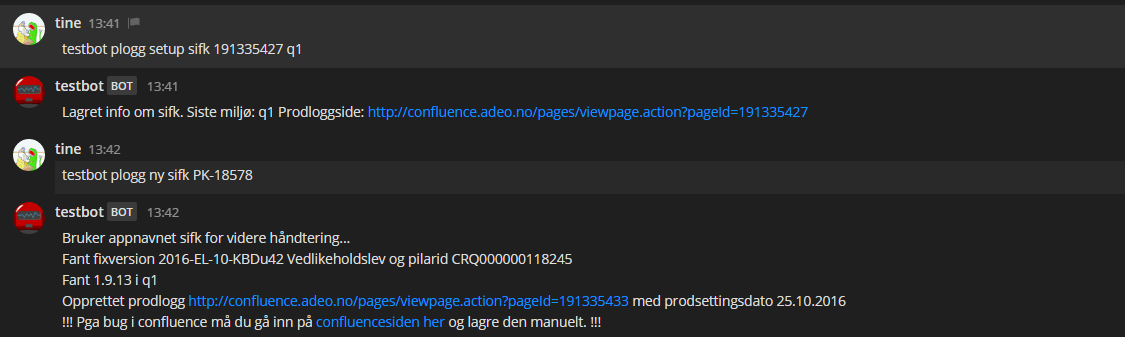 tine 13:41
testbot plogg setup sifk 191335427 q1
testbot BOT 13:41
Lagret info om sifk. Siste miljø: q1 Prodloggside: http://confluence.adeo.no/pages/viewpage.action?pageId=191335427
tine 13:42
testbot plogg ny sifk PK-18578
testbot BOT 13:42
Bruker appnavnet sifk for videre håndtering...
Fant fixversion 2016-EL-10-KBDu42 Vedlikeholdslev og pilarid CRQ000000118245
Fant 1.9.13 i q1
Opprettet prodlogg http://confluence.adeo.no/pages/viewpage.action?pageId=191335433 med prodsettingsdato 25.10.2016
!!! Pga bug i confluence må du gå inn på confluencesiden her og lagre den manuelt. !!!